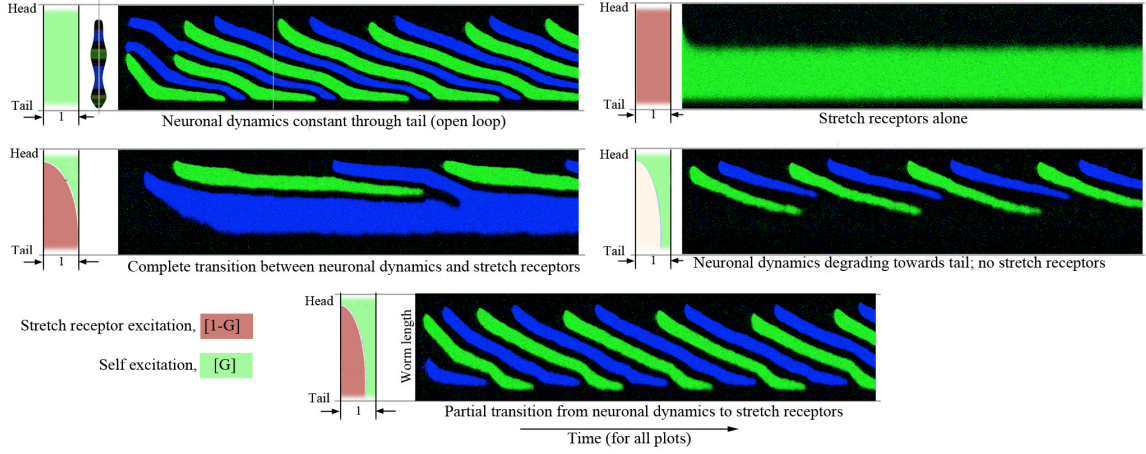 Head
Tail
1
Neuronal dynamics constant through tail (open loop)
Head
Tail
1
Stretch receptors alone
Head
Tail
1
Complete transition between neuronal dynamics and stretch receptors
Head
Tail
1
Neuronal dynamics degrading towards tail; no stretch receptors
Stretch receptor excitation, [1-G]
Self excitation, [G]
Head
Tail
1
Worm length
Partial transition from neuronal dynamics to stretch receptors
Time (for all plots)